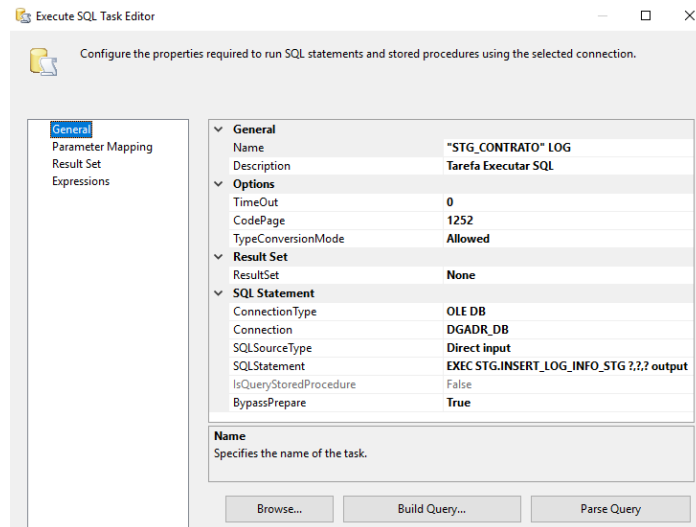 Execute SQL Task Editor
Configure the properties required to run SQL statements and stored procedures using the selected connection.
General
Parameter Mapping
Result Set
Expressions
General
Name "STG_CONTRATO" LOG
Description Tarefa Executar SQL
Options
TimeOut 0
CodePage 1252
TypeConversionMode Allowed
Result Set
ResultSet None
SQL Statement
ConnectionType OLE DB
Connection DGADR_DB
SQLSourceType Direct input
SQLStatement EXEC STG.INSERT_LOG_INFO_STG ?,?,? output
IsQueryStoredProcedure False
BypassPrepare True
Name
Specifies the name of the task.
Browse... Build Query... Parse Query